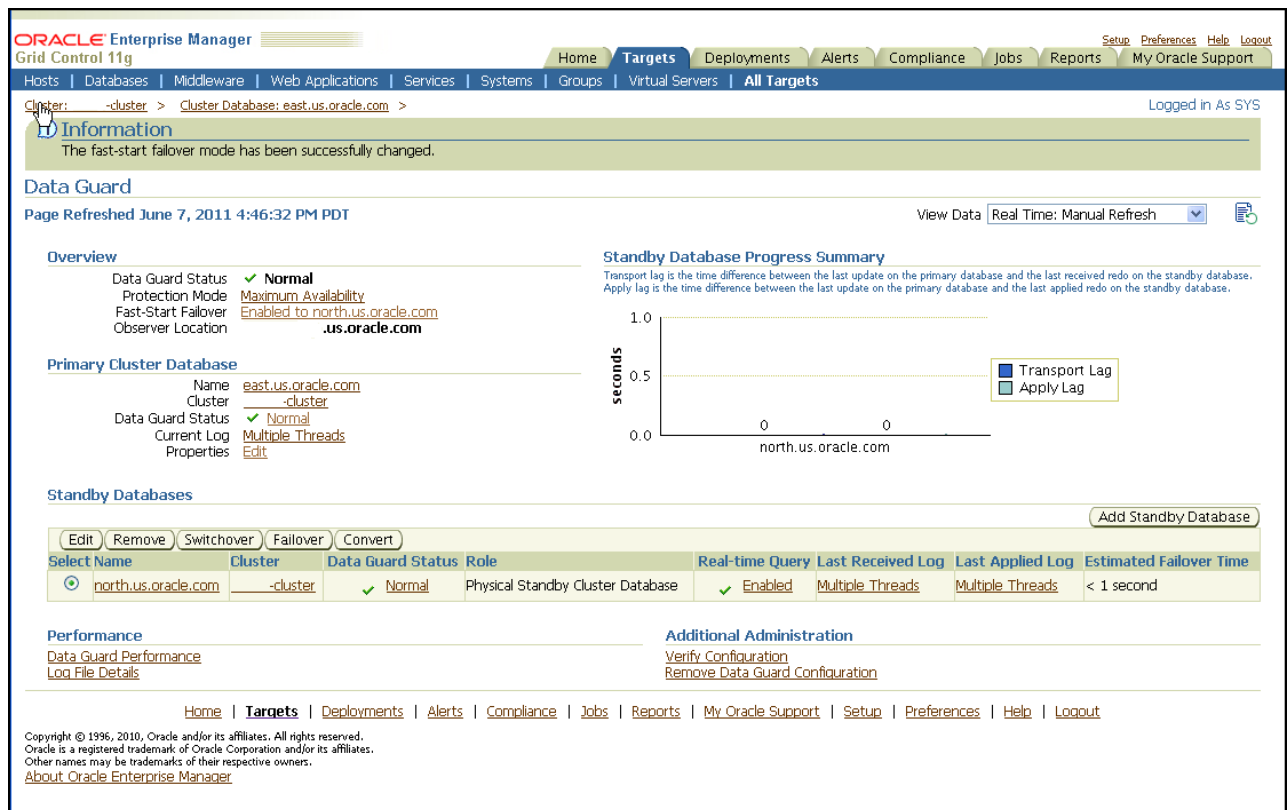 ORACLE Enterprise Manager
Grid Control 11g
Setup Preferences Help Logout
Home Targets Deployments Alerts Compliance Jobs Reports My Oracle Support
Hosts | Databases | Middleware | Web Applications | Services | Systems | Groups | Virtual Servers | All Targets
Cluster: -cluster > Cluster Database: east.us.oracle.com >
Logged in As SYS
Information
The fast-start failover mode has been successfully changed.
Data Guard
Page Refreshed June 7, 2011 4:46:32 PM PDT
View Data Real Time: Manual Refresh
Overview
Data Guard Status Normal
Protection Mode Maximum Availability
Fast-Start Failover Enabled to north.us.oracle.com
Observer Location .us.oracle.com
Primary Cluster Database
Name east.us.oracle.com
Cluster -cluster
Data Guard Status Normal
Current Log Multiple Threads
Properties Edit
Standby Database Progress Summary
Transport lag is the time difference between the last update on the primary database and the last received redo on the standby database.
Apply lag is the time difference between the last update on the primary database and the last applied redo on the standby database.
1.0
0.5
0.0
seconds
0 0
north.us.oracle.com
Transport Lag
Apply Lag
Standby Databases
Add Standby Database
Edit Remove Switchover Failover Convert
Select Name Cluster Data Guard Status Role Real-time Query Last Received Log Last Applied Log Estimated Failover Time
north.us.oracle.com -cluster Normal Physical Standby Cluster Database Enabled Multiple Threads Multiple Threads < 1 second
Performance
Data Guard Performance
Log File Details
Additional Administration
Verify Configuration
Remove Data Guard Configuration
Home | Targets | Deployments | Alerts | Compliance | Jobs | Reports | My Oracle Support | Setup | Preferences | Help | Logout
Copyright © 1996, 2010, Oracle and/or its affiliates. All rights reserved.
Oracle is a registered trademark of Oracle Corporation and/or its affiliates.
Other names may be trademarks of their respective owners.
About Oracle Enterprise Manager